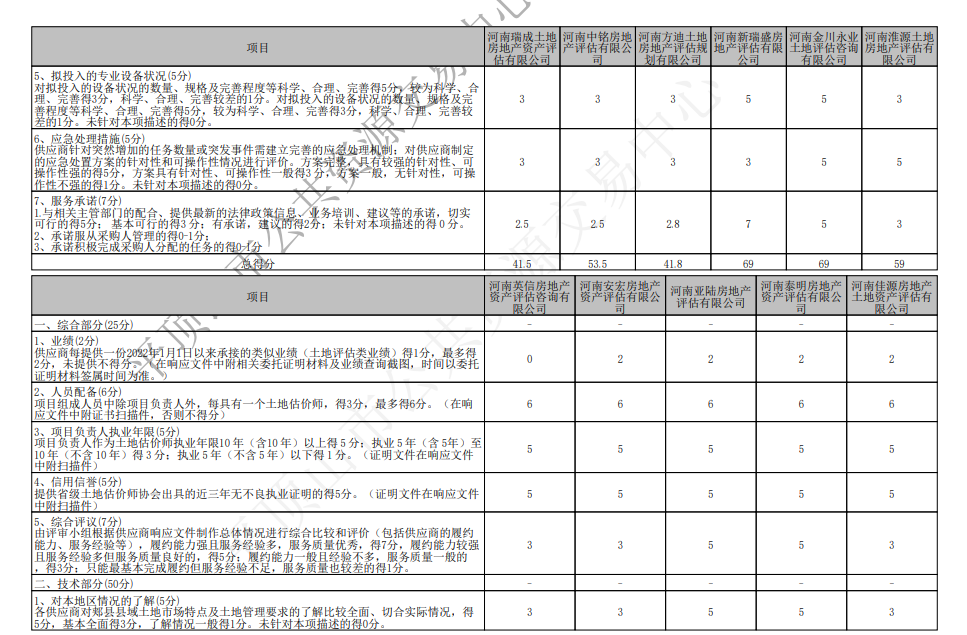 项目
河南瑞成土地房地产资产评估有限公司
河南中铭房地产评估有限公司
河南方迪土地房地产评估规划有限公司
河南新瑞盛房地产评估有限公司
河南金川永业土地评估咨询有限公司
河南淮源土地房地产评估有限公司
5、拟投入的专业设备状况(5分)
对拟投入的设备状况的数量、规格及完善程度等科学、合理、完善得5分，较为科学、合
理、完善得3分，科学、合理、完善较差的1分。对拟投入的设备状况的数量、规格及完
善程度等科学、合理、完善得5分，较为科学、合理、完善得3分，科学、合理、完善较
差的1分。未针对本项描述的得0分。
3 3 3 5 5 3
6、应急处理措施(5分)
供应商针对突然增加的任务数量或突发事件需建立完善的应急处理机制；对供应商制定
的应急处置方案的针对性和可操作性情况进行评价。方案完整，具有较强的针对性、可
操作性强的得5分，方案具有针对性、可操作性一般得3分，方案一般，无针对性，可操
作性不强的得1分。未针对本项描述的得0分。
3 3 3 3 5 5
7、服务承诺(7分)
1.与相关主管部门的配合、提供最新的法律政策信息、业务培训、建议等的承诺，切实
可行的得5分； 基本可行的得3 分；有承诺，建议的得2分；未针对本项描述的得 0 分。
2、承诺服从采购人管理的得0-1分；
3、承诺积极完成采购人分配的任务的得0-1分
2.5 2.5 2.8 7 5 3
总得分 41.5 53.5 41.8 69 69 59
项目
河南英信房地产资产评估咨询有限公司
河南安宏房地产资产评估有限公司
河南亚陆房地产评估有限公司
河南泰明房地产资产评估有限公司
河南佳源房地产土地资产评估有限公司
一、综合部分(25分) - - - - -
1、业绩(2分)
供应商每提供一份2022年1月1日以来承接的类似业绩（土地评估类业绩）得1分，最多得
2分，未提供不得分。（在响应文件中附相关委托证明材料及业绩查询截图，时间以委托
证明材料签属时间为准。）
0 2 2 2 2
2、人员配备(6分)
项目组成人员中除项目负责人外，每具有一个土地估价师，得3分，最多得6分。（在响
应文件中附证书扫描件，否则不得分）
6 6 6 6 6
3、项目负责人执业年限(5分)
项目负责人作为土地估价师执业年限10 年（含10 年）以上得 5 分；执业 5 年（含 5年）至
10 年（不含 10 年）得 3 分；执业 5 年（不含 5 年）以下得 1 分。（证明文件在响应文件
中附扫描件）
5 5 5 5 5
4、信用信誉(5分)
提供省级土地估价师协会出具的近三年无不良执业证明的得5分。（证明文件在响应文件
中附扫描件）
5 5 5 5 5
5、综合评议(7分)
由评审小组根据供应商响应文件制作总体情况进行综合比较和评价（包括供应商的履约
能力、服务经验等），履约能力强且服务经验多，服务质量优秀，得7分，履约能力较强
且服务经验多但服务质量良好的，得5分；履约能力一般且经验不多，服务质量一般的
，得3分；只能最基本完成履约但服务经验不足，服务质量也较差的得1分。
3 3 5 5 3
二、技术部分(50分) - - - - -
1、对本地区情况的了解(5分)
各供应商对郏县县域土地市场特点及土地管理要求的了解比较全面、切合实际情况，得
5分，基本全面得3分，了解情况一般得1分。未针对本项描述的得0分。
3 3 5 5 3